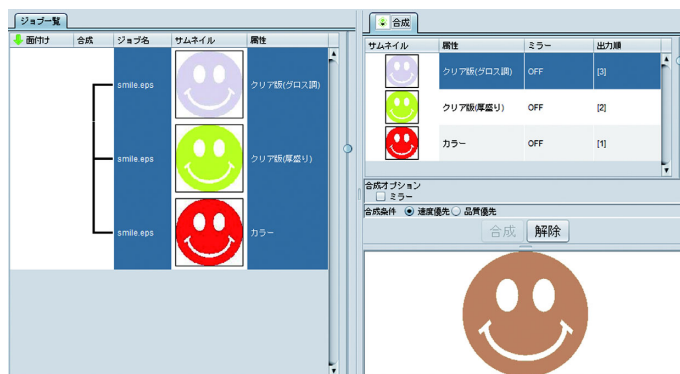 ジョブ一覧
面付け 合成 ジョブ名 サムネイル 属性
smile.eps クリア版(グロス調)
smile.eps クリア版(厚盛り)
smile.eps カラー
合成
サムネイル 属性 ミラー 出力順
クリア版(グロス調) OFF [3]
クリア版(厚盛り) OFF [2]
カラー OFF [1]
合成オプション
ミラー
合成条件 速度優先 品質優先
合成 解除